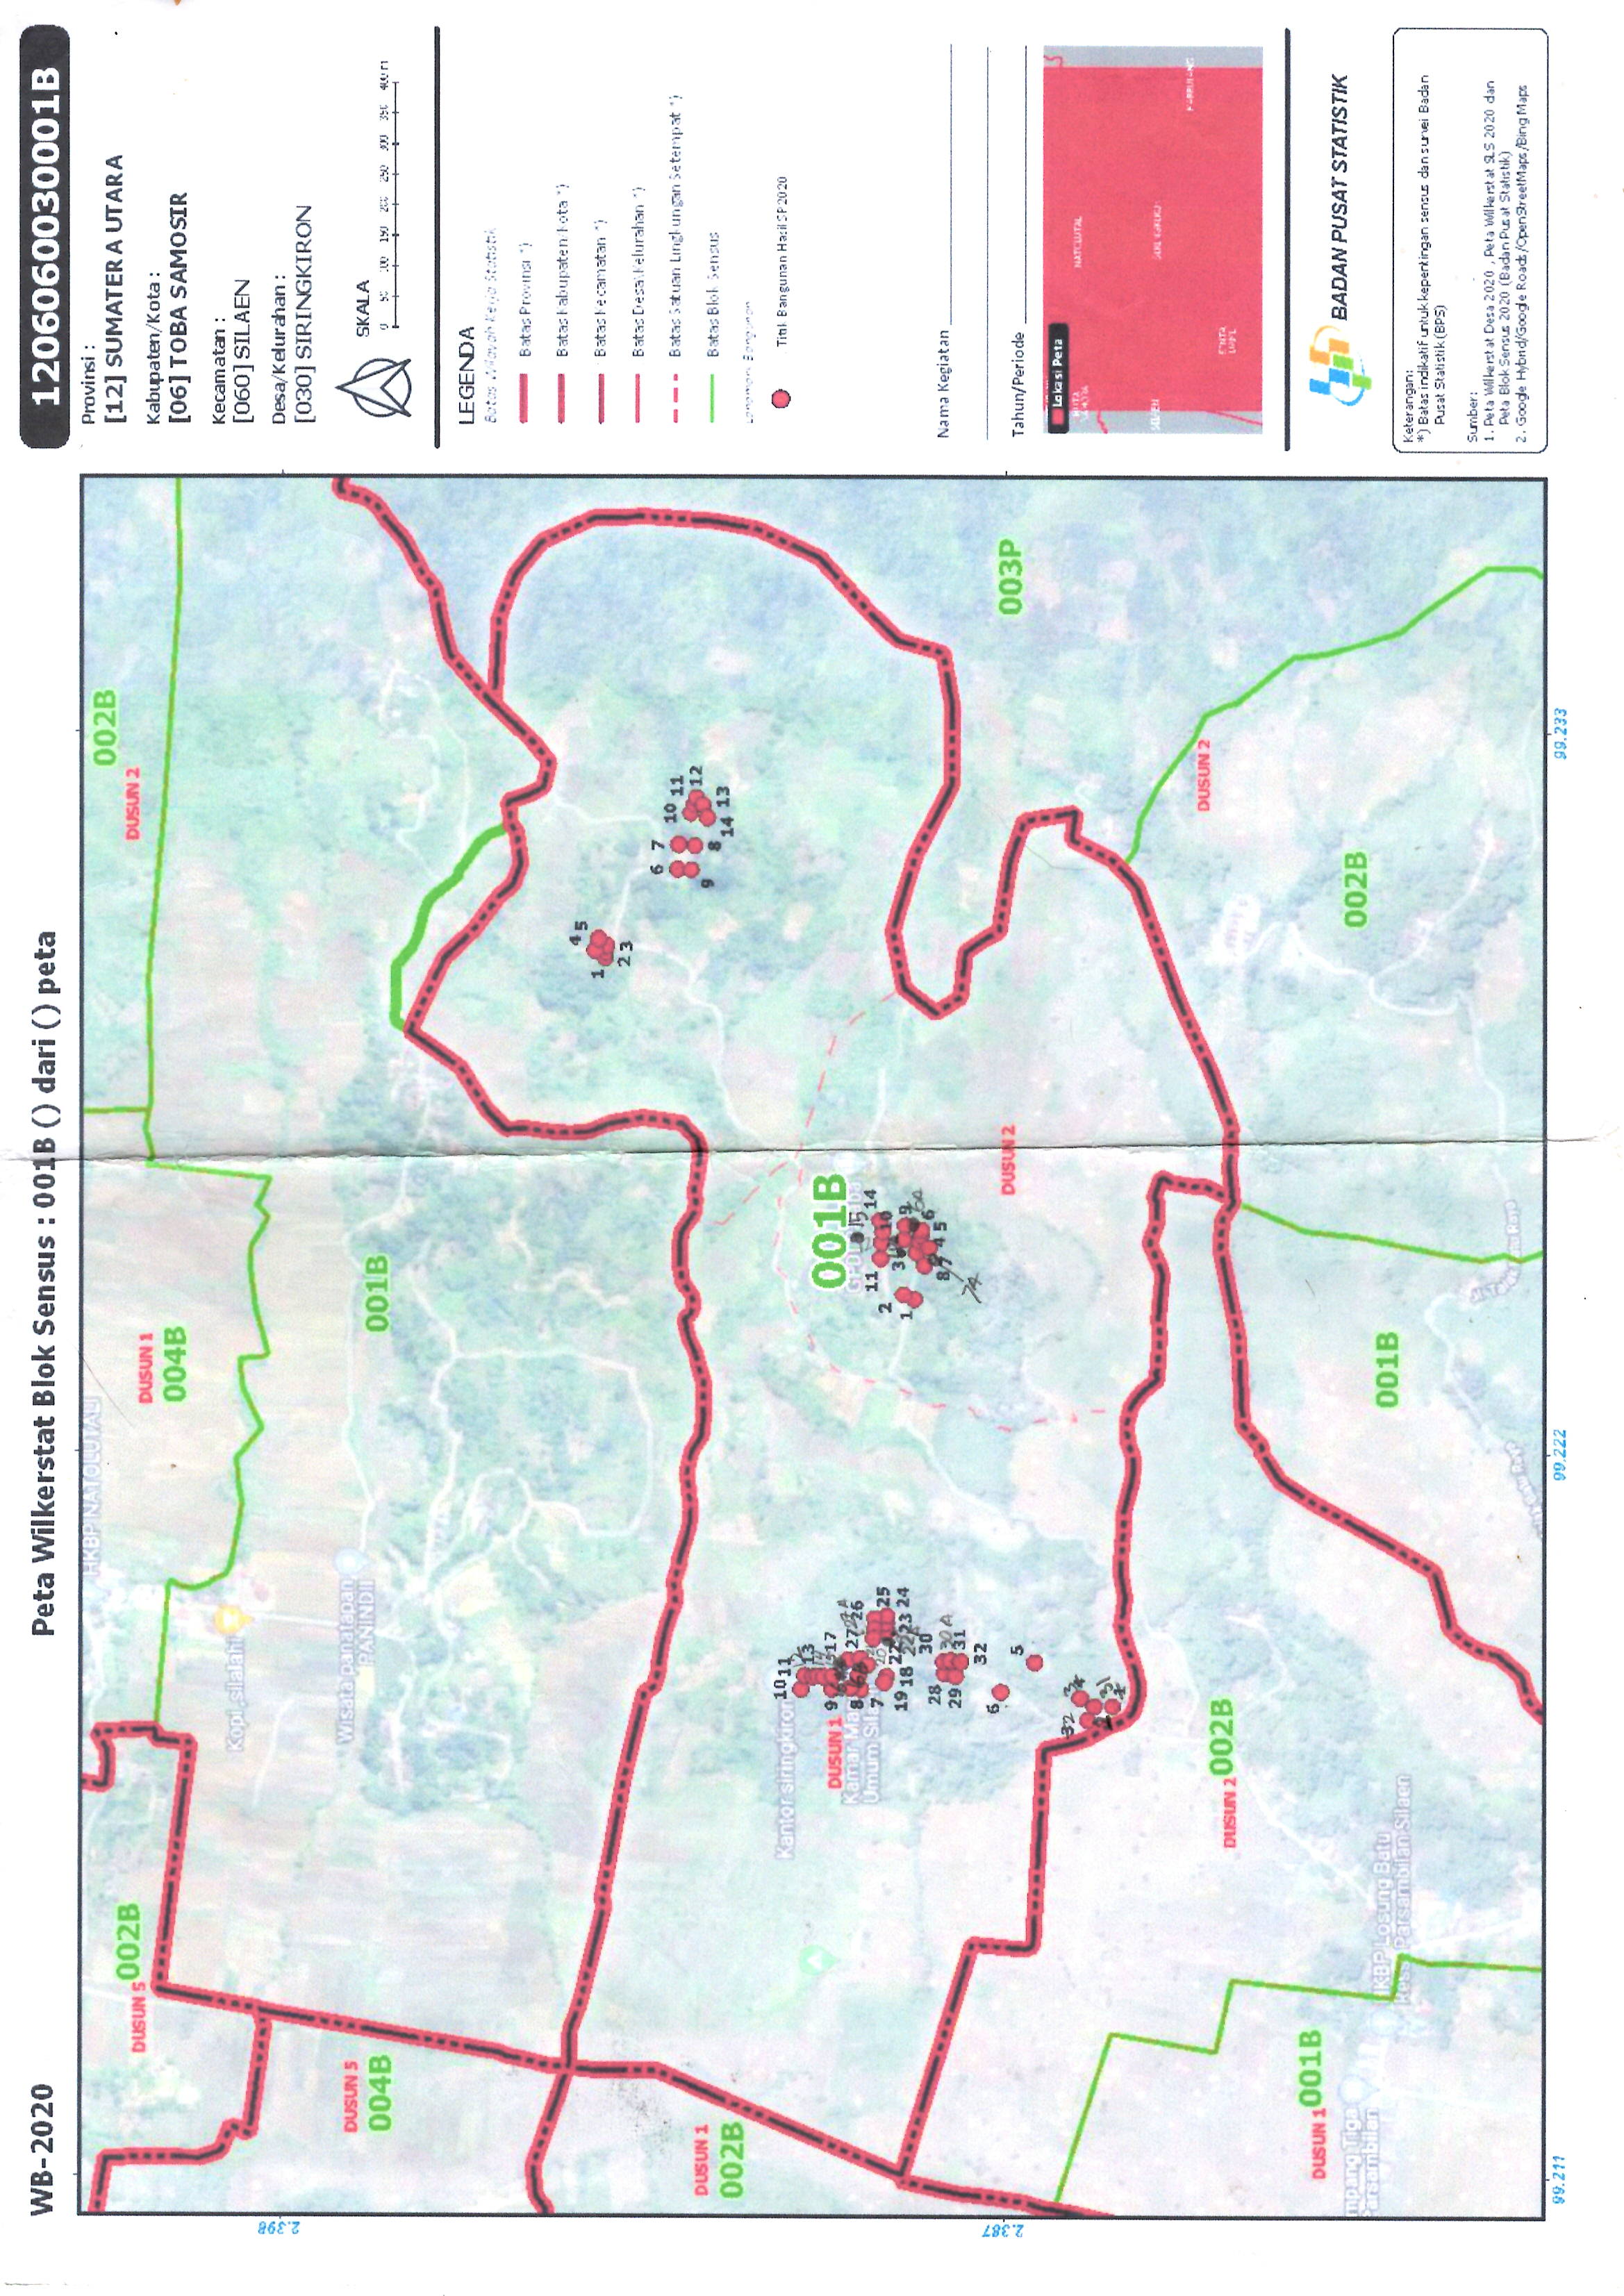 WB-2020
Peta Wilkerstat Blok Sensus : 001B () dari () peta
1206060030001B
Provinsi :
[12] SUMATERA UTARA
Kabupaten/Kota :
[06] TOBA SAMOSIR
Kecamatan :
[060] SILAEN
Desa/Kelurahan :
[030] SIRINGKIRON
SKALA
0 50 100 150 200 250 300 350 400 m
LEGENDA
Batas Wilayah Kerja Statistik
Batas Provinsi *)
Batas Kabupaten/Kota *)
Batas Kecamatan *)
Batas Desa\Kelurahan *)
Batas Satuan Lingkungan Setempat *)
Batas Blok Sensus
Landmark Bangunan
Titik Bangunan Hasil SP2020
Nama Kegiatan
Tahun/Periode
Lokasi Peta
NATOLUTALI
SILAEN
BADAN PUSAT STATISTIK
Keterangan:
*) Batas indikatif untuk kepentingan sensus dan survei Badan
Pusat Statistik (BPS)
Sumber:
1. Peta Wilkerstat Desa 2020 , Peta Wilkerstat SLS 2020 dan
Peta Blok Sensus 2020 (Badan Pusat Statistik)
2. Google Hybrid/Google Roads/OpenStreetMaps/Bing Maps
HKBP NATOLUTALI
DUSUN 5 002B
DUSUN 1
004B
002B
DUSUN 2
Kopi silalahi
2.398
Wisata panatapan
PANINDII
DUSUN 5
004B
001B
4 5
1
2 3
6 7
10 11
12
9
8
14 13
DUSUN 1
002B
Kantor siringkiron
10 11
13
DUSUN 1
9
17
8
27
26
7
25
19 18 22 23 24
30
28
30A
29
31
32
6
5
001B
15
11
14
2
10
1
3
9
6A
6
8 7 4 5
7A
DUSUN 2
003P
2.387
DUSUN 2 002B
DUSUN 2
DUSUN 1 001B
mpang Tiga
Parsambilan
HKBP Losung Batu
Ress. Parsambilan Silaen
001B
002B
99.211
99.222
99.233